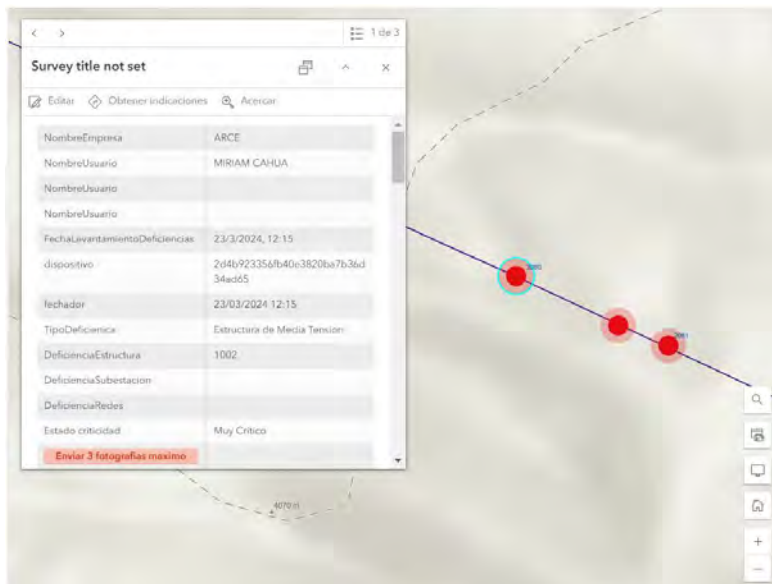 1 de 3
Survey title not set
Editar Obtener indicaciones Acercar
NombreEmpresa ARCE
NombreUsuario MIRIAM CAHUA
NombreUsuario
NombreUsuario
FechaLevantamientoDeficiencias 23/3/2024, 12:15
dispositivo 2d4b923356fb40e3820ba7b36d
34ad65
fechador 23/03/2024 12:15
TipoDeficienica Estructura de Media Tension
DeficienciaEstructura 1002
DeficienciaSubestacion
DeficienciaRedes
Estado criticidad Muy Crítico
Enviar 3 fotografias maximo
4070 m